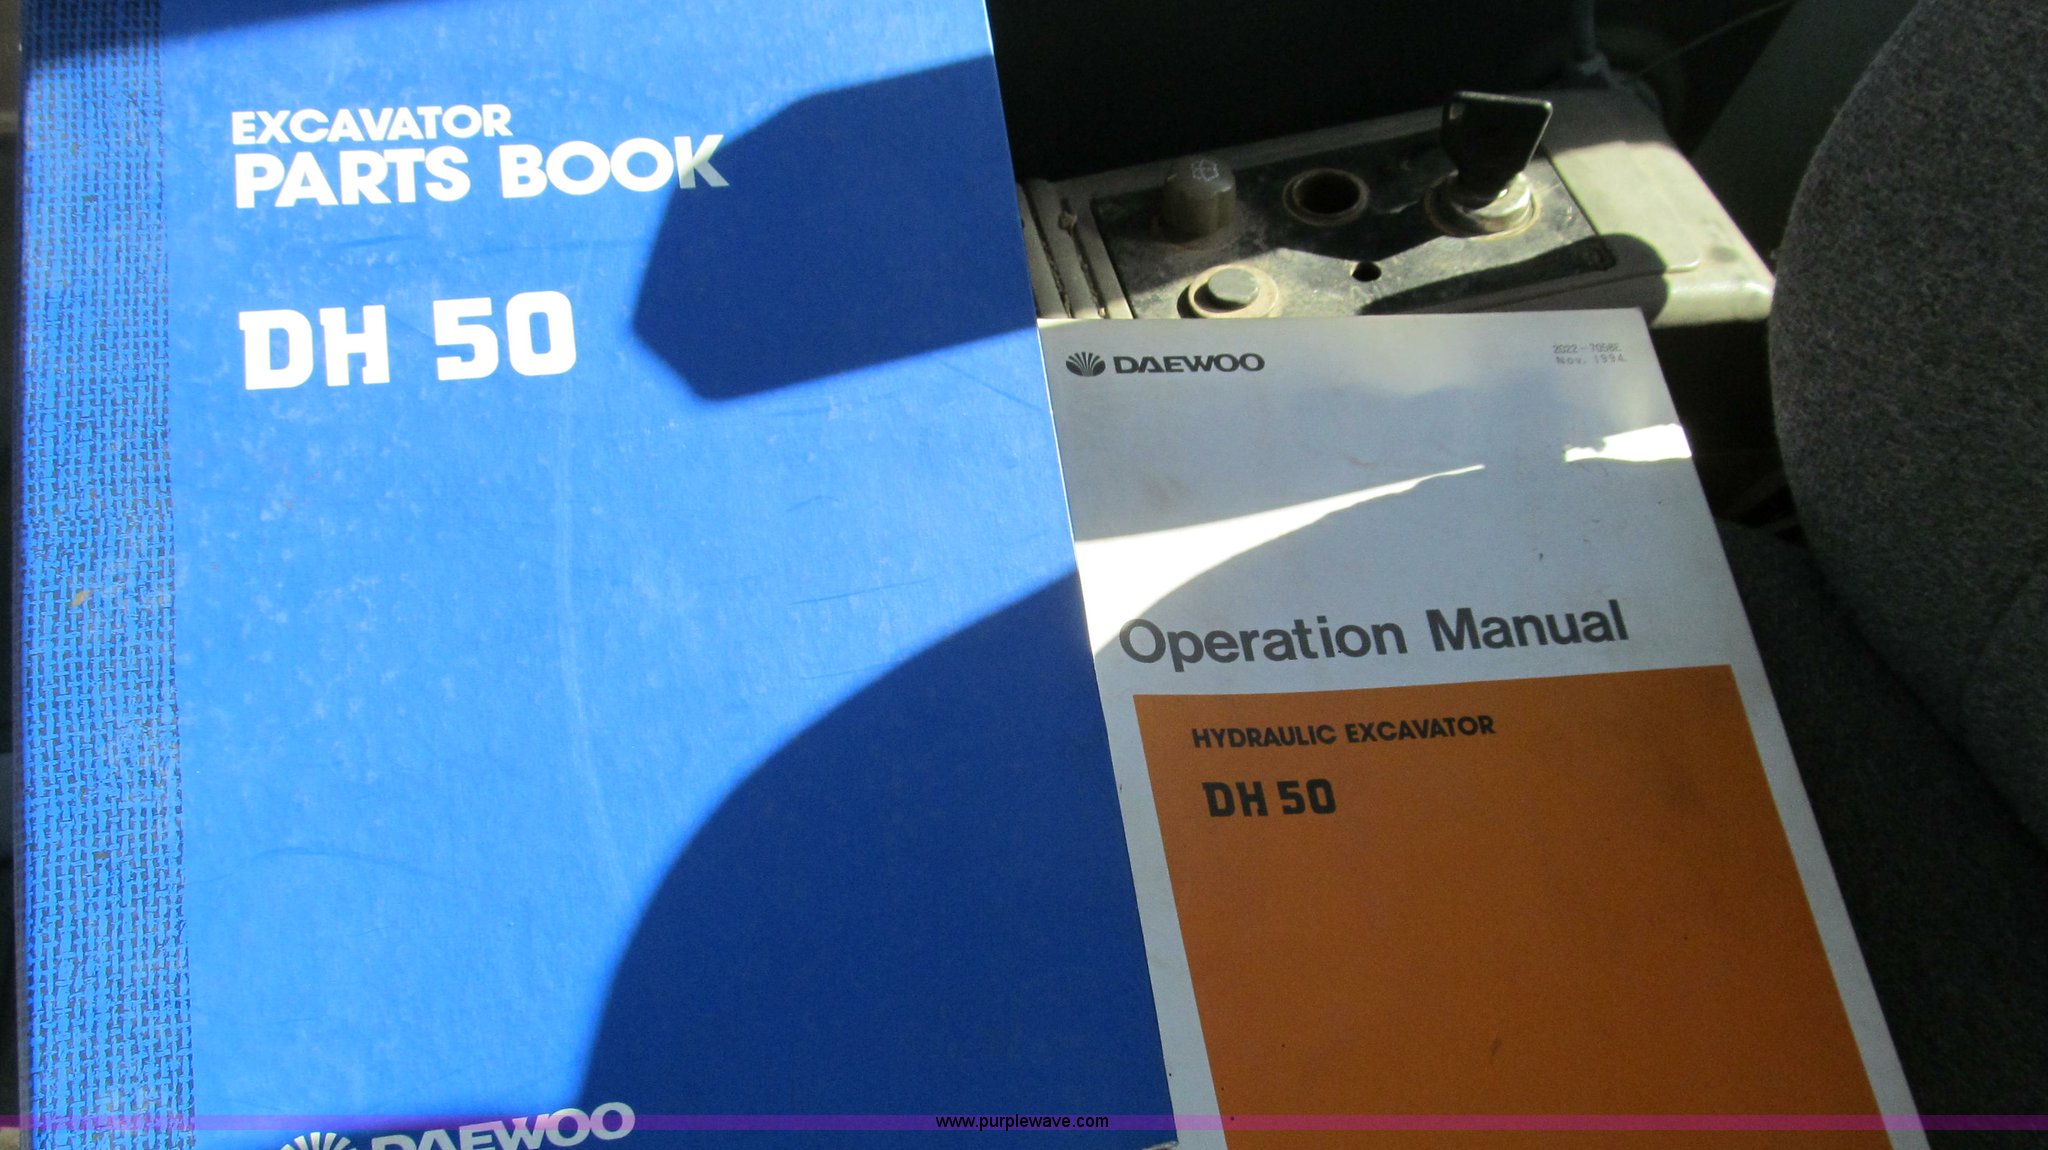 EXCAVATOR
PARTS BOOK
DH 50
DAEWOO
DAEWOO
Nov. 1994
Operation Manual
HYDRAULIC EXCAVATOR
DH 50
www.purplewave.com